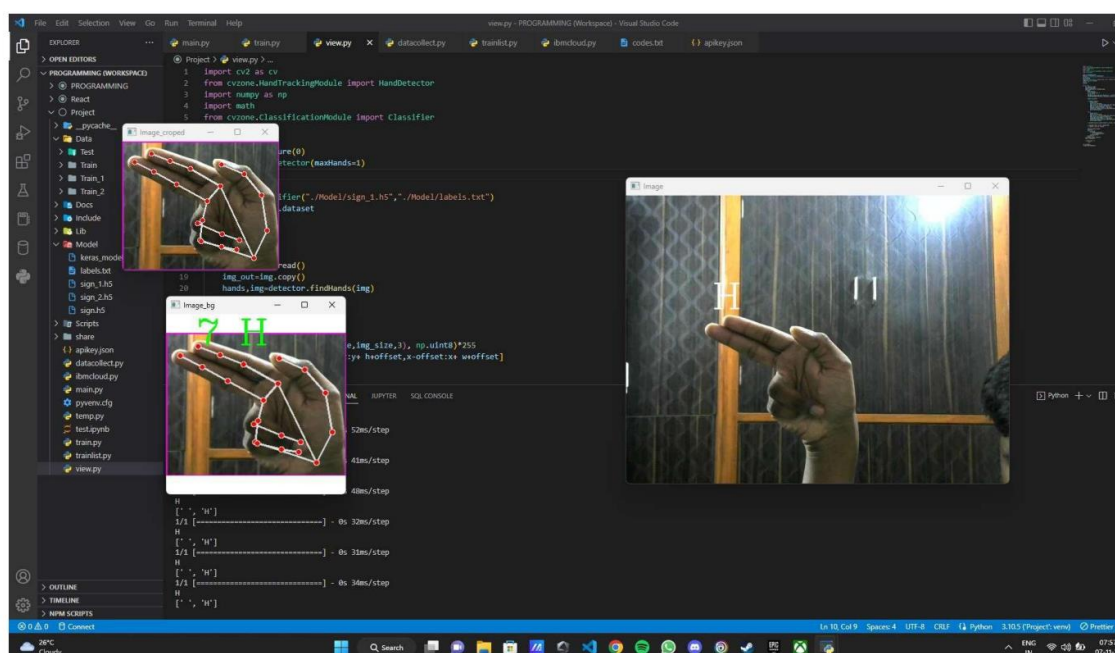 File Edit Selection View Go Run Terminal Help
view.py - PROGRAMMING (Workspace) - Visual Studio Code
EXPLORER
main.py train.py view.py datacollect.py trainlist.py ibmcloud.py codes.txt apikey.json
OPEN EDITORS
Project > view.py > ...
PROGRAMMING (WORKSPACE)
PROGRAMMING
React
Project
__pycache__
Data
Test
Train
Train_1
Train_2
Docs
Include
Lib
Model
keras_mode
labels.txt
sign_1.h5
sign_2.h5
sign.h5
Scripts
share
apikey.json
datacollect.py
ibmcloud.py
main.py
pyvenv.cfg
temp.py
test.ipynb
train.py
trainlist.py
view.py
OUTLINE
TIMELINE
NPM SCRIPTS
1 import cv2 as cv
2 from cvzone.HandTrackingModule import HandDetector
3 import numpy as np
4 import math
5 from cvzone.ClassificationModule import Classifier
ure(0)
etector(maxHands=1)
ifier("./Model/sign_1.h5","./Model/labels.txt")
.dataset
read()
19 img_out=img.copy()
20 hands,img=detector.findHands(img)
e,img_size,3), np.uint8)*255
:y+ h+offset,x-offset:x+ w+offset]
Image_croped
Image_bg
7 H
Image
H
NAL JUPYTER SQL CONSOLE
Python
52ms/step
41ms/step
48ms/step
H
[' ', 'H']
1/1 [==============================] - 0s 32ms/step
H
[' ', 'H']
1/1 [==============================] - 0s 31ms/step
H
[' ', 'H']
1/1 [==============================] - 0s 34ms/step
H
[' ', 'H']
0 0 Connect
Ln 10, Col 9 Spaces: 4 UTF-8 CRLF Python 3.10.5 ('Project': venv) Prettier
26°C
Cloudy
Search
ENG
IN